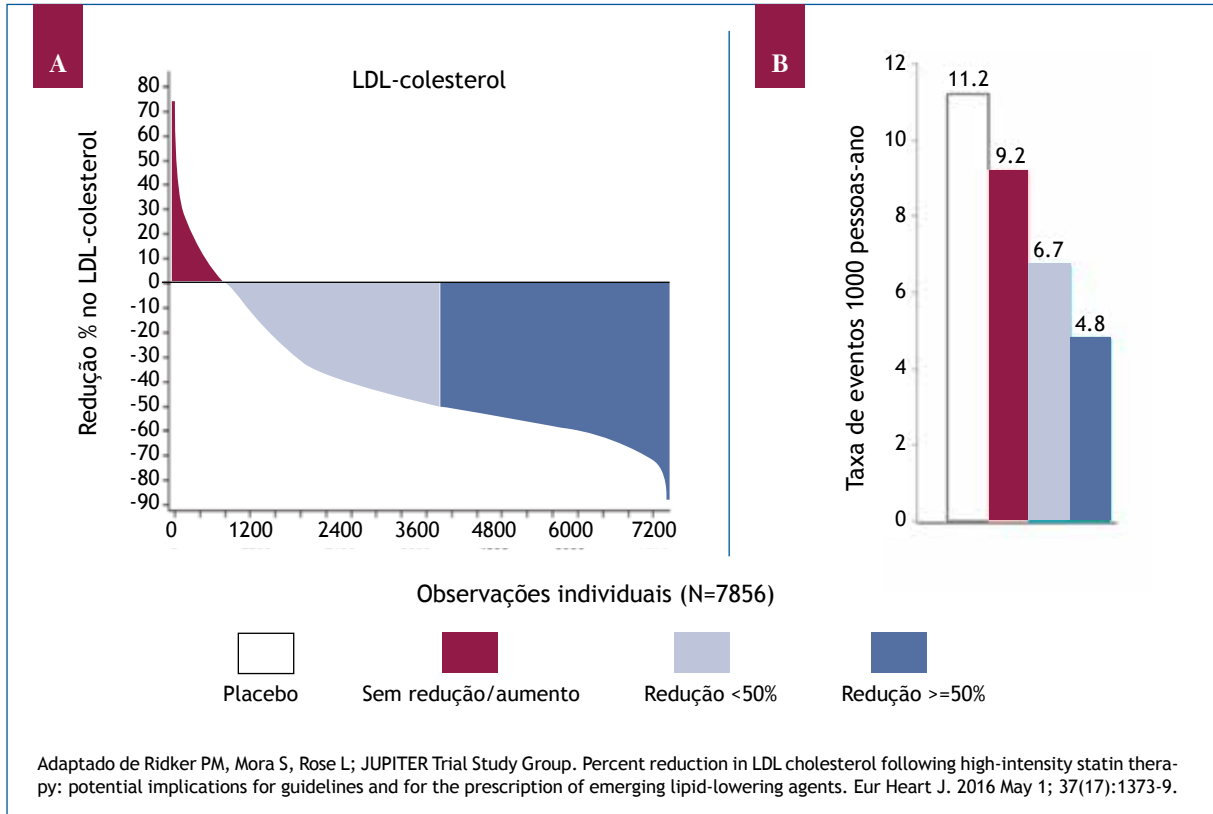 A
LDL-colesterol
Redução % no LDL-colesterol
80
70
60
50
40
30
20
10
0
-10
-20
-30
-40
-50
-60
-70
-80
-90
0 1200 2400 3600 4800 6000 7200
B
Taxa de eventos 1000 pessoas-ano
12
10
8
6
4
2
0
11.2
9.2
6.7
4.8
Observações individuais (N=7856)
Placebo
Sem redução/aumento
Redução <50%
Redução >=50%
Adaptado de Ridker PM, Mora S, Rose L; JUPITER Trial Study Group. Percent reduction in LDL cholesterol following high-intensity statin thera-
py: potential implications for guidelines and for the prescription of emerging lipid-lowering agents. Eur Heart J. 2016 May 1; 37(17):1373-9.